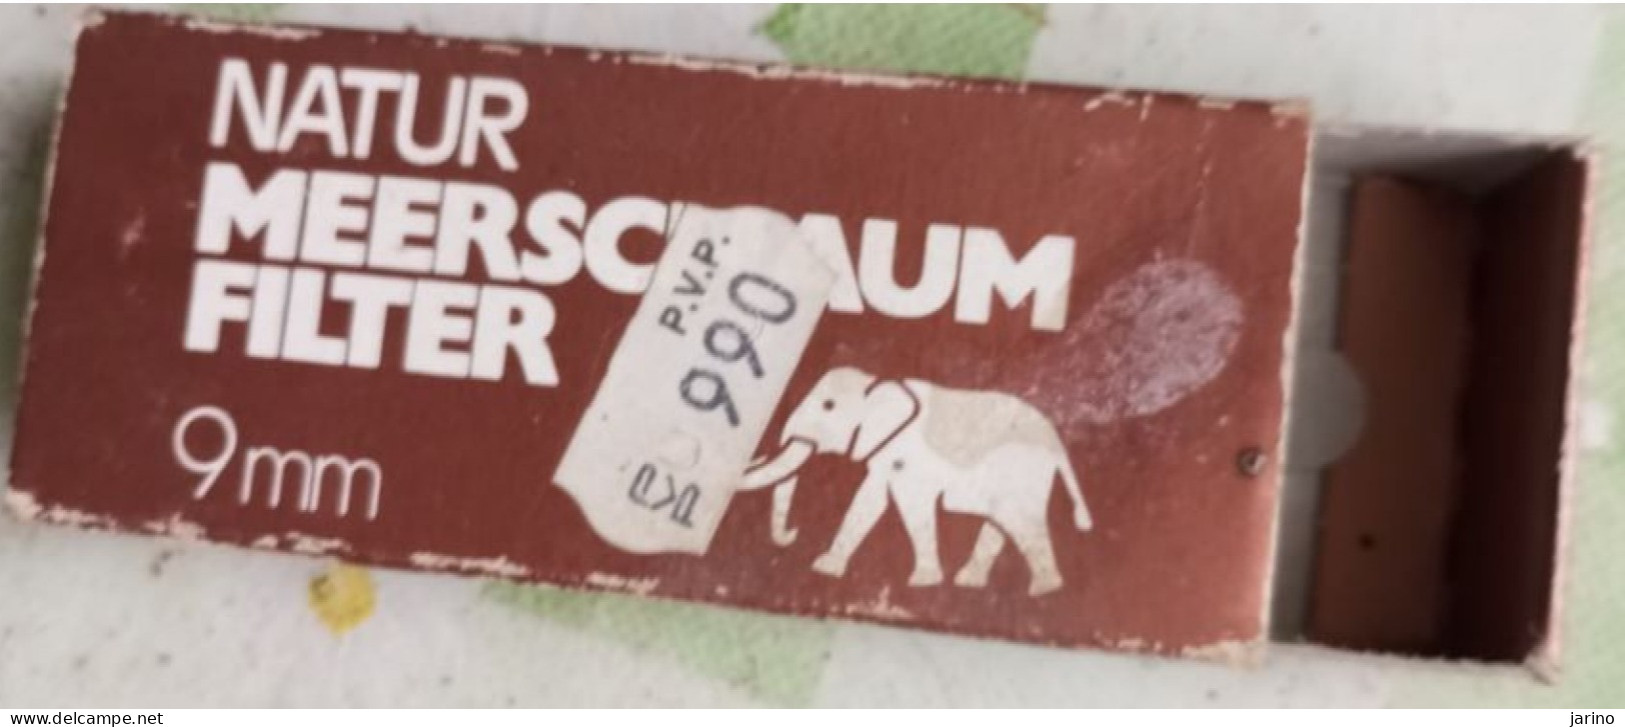 NATUR
MEERSC AUM
FILTER
9mm
P.V.P.
990
www.delcampe.net
jarino